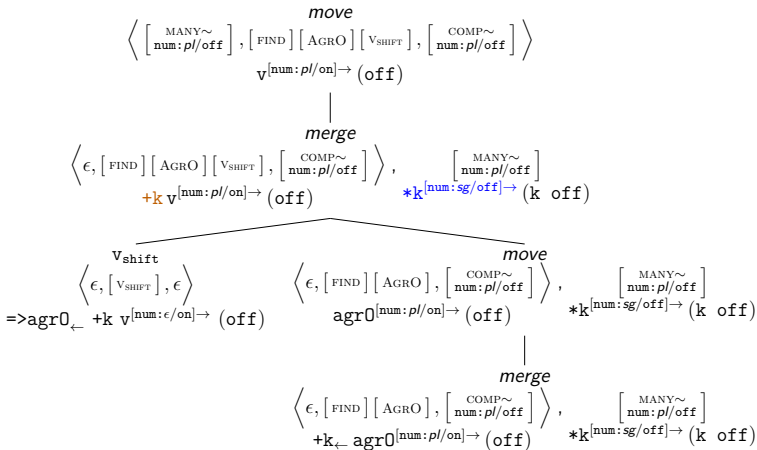 move
⟨ [ MANY∼ num:pl/off ] , [ FIND ] [ AGRO ] [ VSHIFT ] , [ COMP∼ num:pl/off ] ⟩
v[num:pl/on]→ (off)
merge
⟨ ϵ, [ FIND ] [ AGRO ] [ VSHIFT ] , [ COMP∼ num:pl/off ] ⟩ , [ MANY∼ num:pl/off ]
+k v[num:pl/on]→ (off) *k[num:sg/off]→ (k off)
vshift move
⟨ ϵ, [ VSHIFT ] , ϵ ⟩ ⟨ ϵ, [ FIND ] [ AGRO ] , [ COMP∼ num:pl/off ] ⟩ , [ MANY∼ num:pl/off ]
=>agrO← +k v[num:ϵ/on]→ (off) agrO[num:pl/on]→ (off) *k[num:sg/off]→ (k off)
merge
⟨ ϵ, [ FIND ] [ AGRO ] , [ COMP∼ num:pl/off ] ⟩ , [ MANY∼ num:pl/off ]
+k← agrO[num:pl/on]→ (off) *k[num:sg/off]→ (k off)